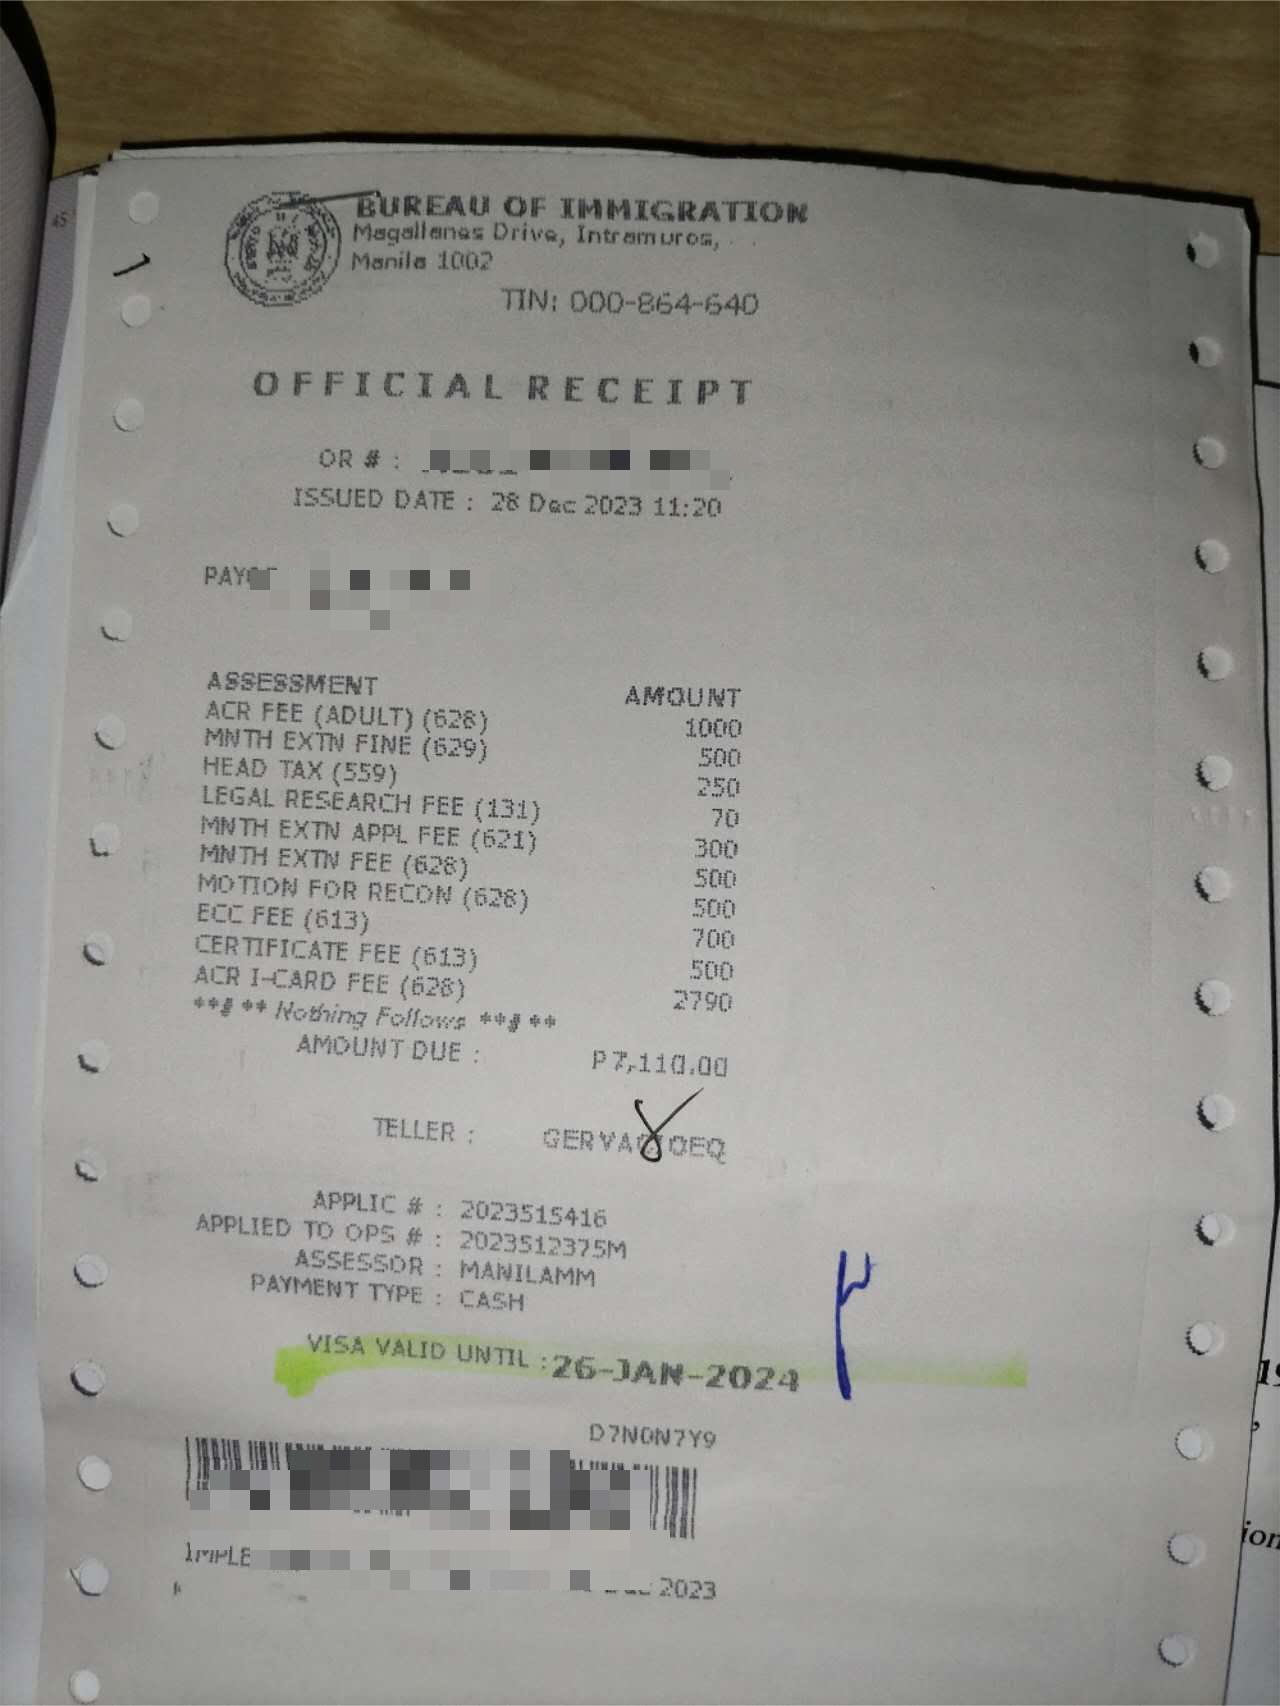 BUREAU OF IMMIGRATION
Magallanes Drive, Intramuros,
Manila 1002
TIN: 000-864-640
OFFICIAL RECEIPT
OR # :
ISSUED DATE : 28 Dec 2023 11:20
ASSESSMENT AMOUNT
ACR FEE (ADULT) (628) 1000
MNTH EXTN FINE (629) 500
HEAD TAX (559) 250
LEGAL RESEARCH FEE (131) 70
MNTH EXTN APPL FEE (621) 300
MNTH EXTN FEE (628) 500
MOTION FOR RECON (628) 500
ECC FEE (613) 700
CERTIFICATE FEE (613) 500
ACR I-CARD FEE (628) 2790
**#** Nothing Follows **#**
AMOUNT DUE : P7,110.00
TELLER :
APPLIC # : 2023515416
APPLIED TO OPS # : 2023512375M
ASSESSOR : MANILAMM
PAYMENT TYPE : CASH
VISA VALID UNTIL : 26-JAN-2024
D7N0N7Y9
2023
45